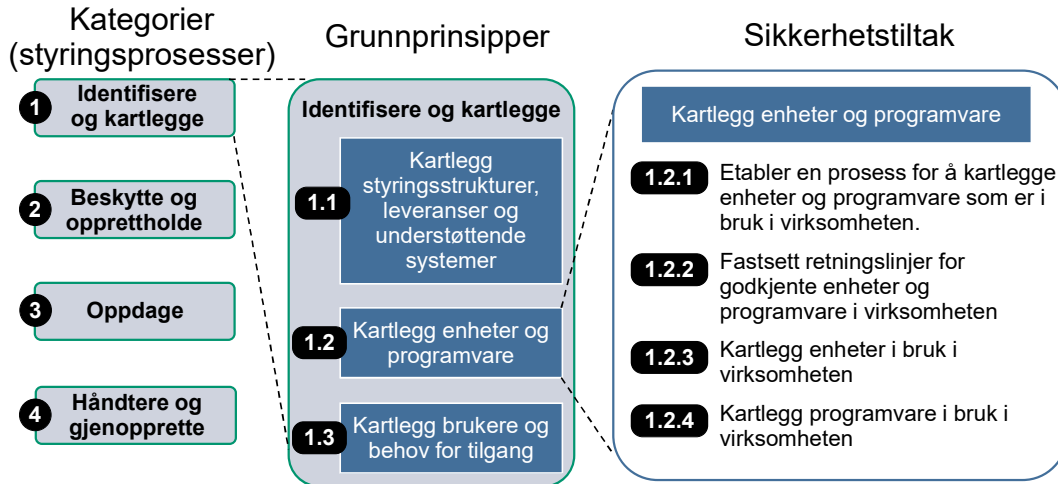 Kategorier
(styringsprosesser)
1
Identifisere
og kartlegge
2
Beskytte og
opprettholde
3
Oppdage
4
Håndtere og
gjenopprette
Grunnprinsipper
Identifisere og kartlegge
1.1
Kartlegg
styringsstrukturer,
leveranser og
understøttende
systemer
1.2
Kartlegg enheter og
programvare
1.3
Kartlegg brukere og
behov for tilgang
Sikkerhetstiltak
Kartlegg enheter og programvare
1.2.1
Etabler en prosess for å kartlegge
enheter og programvare som er i
bruk i virksomheten.
1.2.2
Fastsett retningslinjer for
godkjente enheter og
programvare i virksomheten
1.2.3
Kartlegg enheter i bruk i
virksomheten
1.2.4
Kartlegg programvare i bruk i
virksomheten